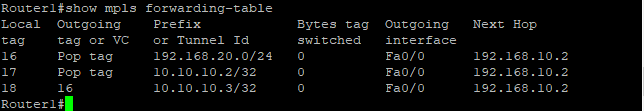 Router1#show mpls forwarding-table
Local  Outgoing    Prefix            Bytes tag  Outgoing   Next Hop
tag    tag or VC   or Tunnel Id      switched   interface
16     Pop tag     192.168.20.0/24   0          Fa0/0      192.168.10.2
17     Pop tag     10.10.10.2/32     0          Fa0/0      192.168.10.2
18     16          10.10.10.3/32     0          Fa0/0      192.168.10.2
Router1#